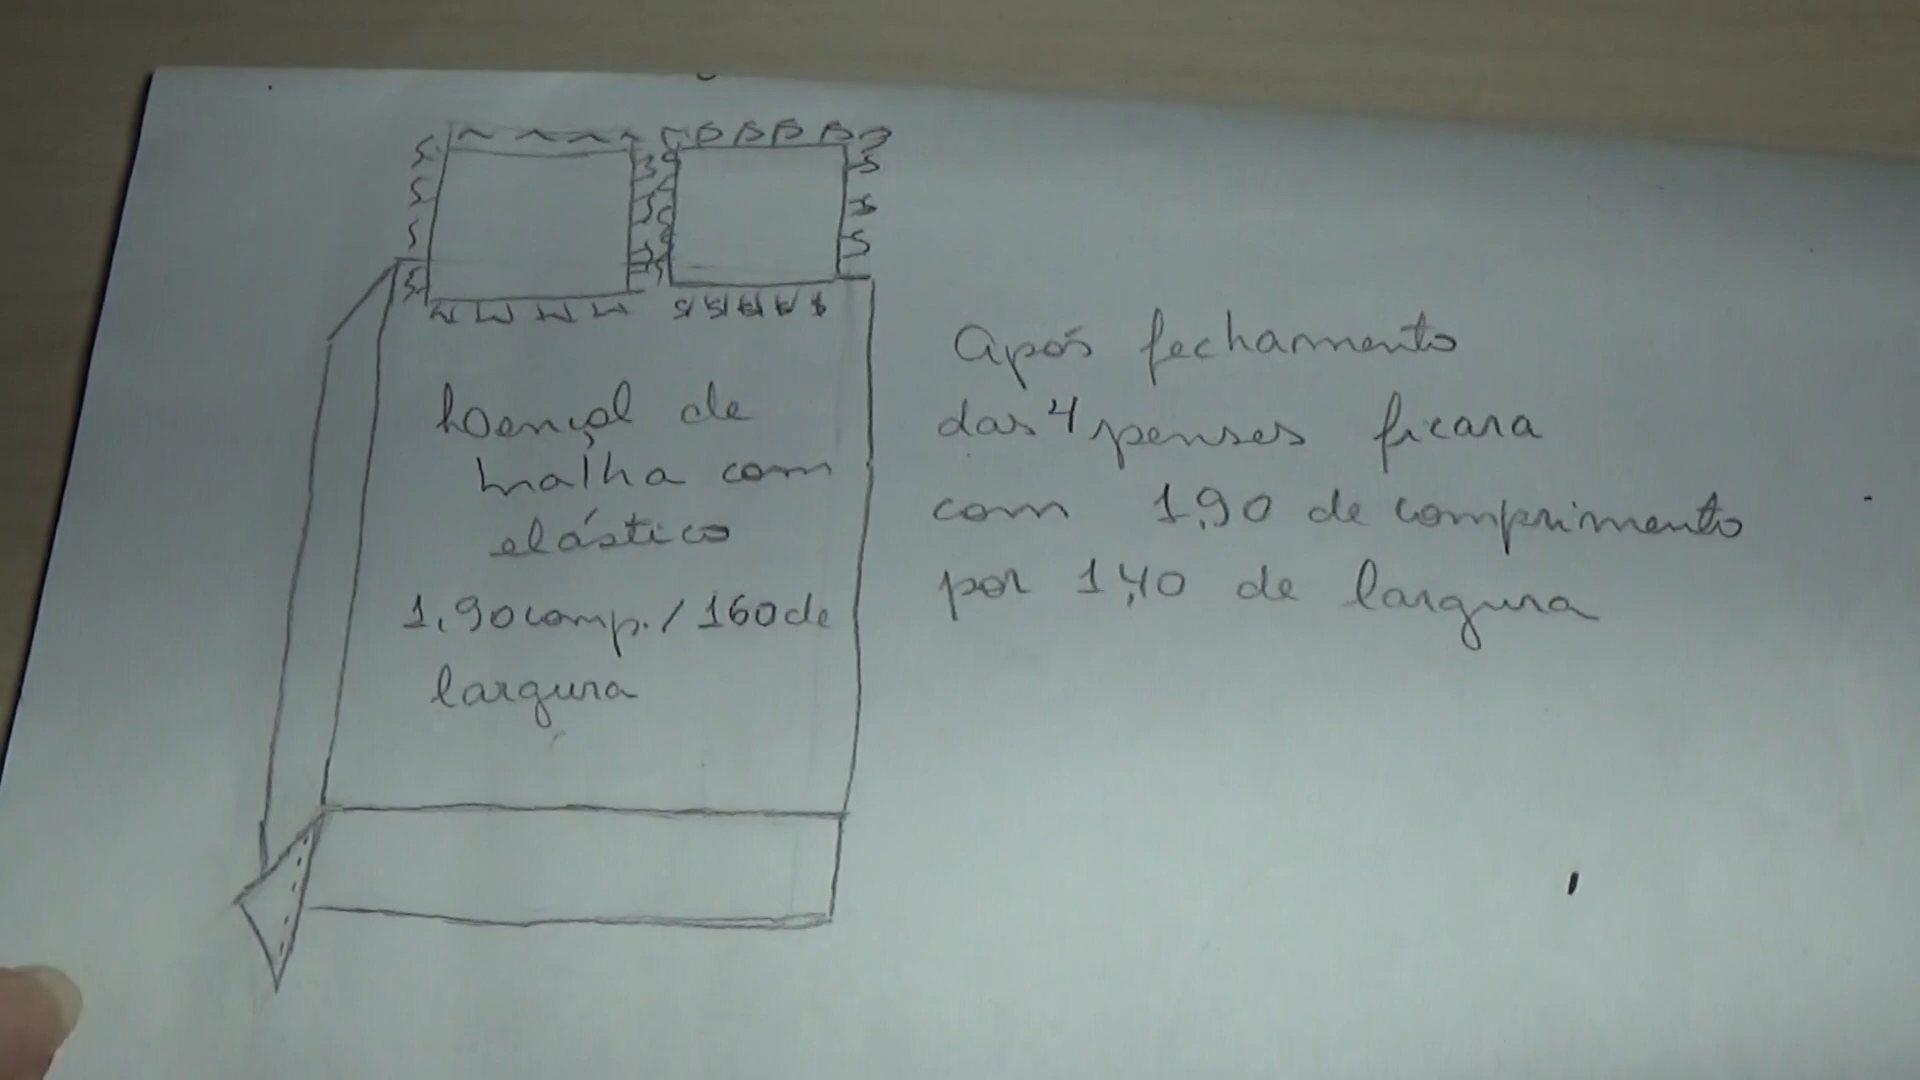 Lençol de
malha com
elástico
1,90 comp. / 160 de
largura
Após fechamento
das 4 penses ficara
com 1,90 de comprimento
por 1,40 de largura